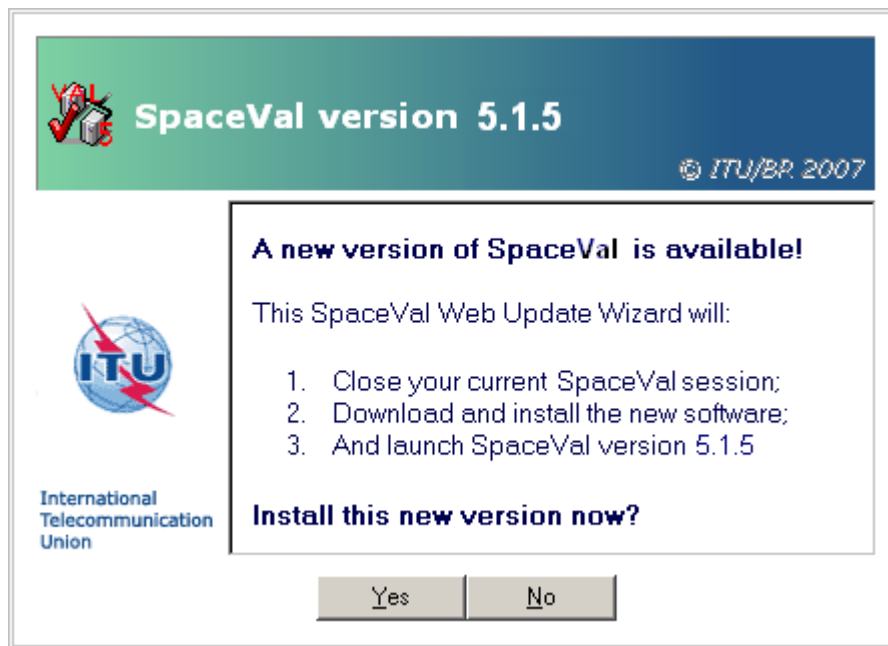 VAL
5
SpaceVal version 5.1.5
© ITU/BR 2007
A new version of SpaceVal is available!
This SpaceVal Web Update Wizard will:
1. Close your current SpaceVal session;
2. Download and install the new software;
3. And launch SpaceVal version 5.1.5
ITU
International
Telecommunication
Union
Install this new version now?
Yes
No